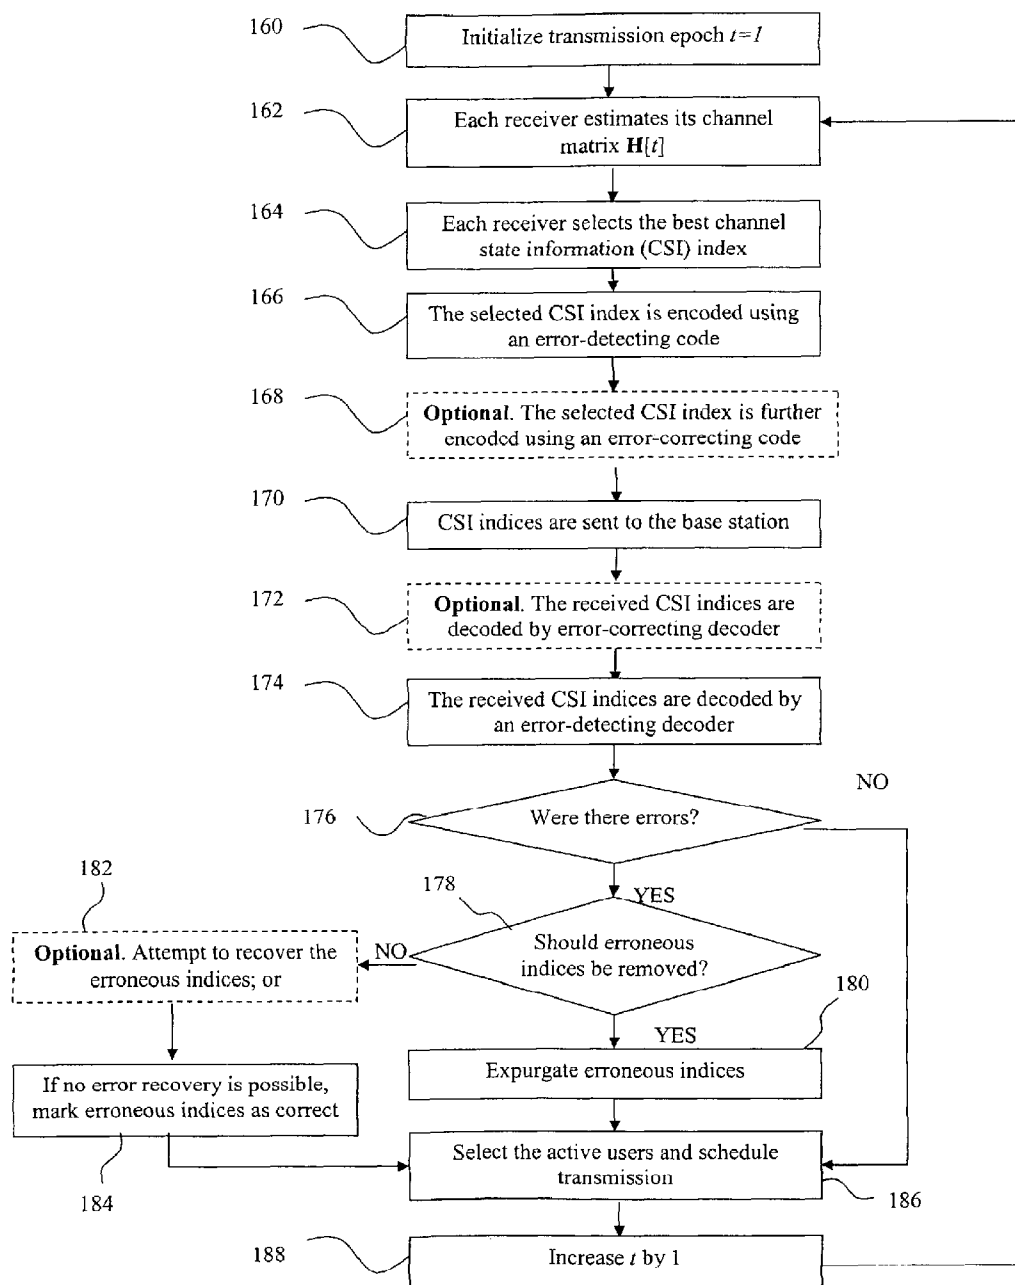 160
Initialize transmission epoch t=1
162
Each receiver estimates its channel
matrix H[t]
164
Each receiver selects the best channel
state information (CSI) index
166
The selected CSI index is encoded using
an error-detecting code
168
Optional. The selected CSI index is further
encoded using an error-correcting code
170
CSI indices are sent to the base station
172
Optional. The received CSI indices are
decoded by error-correcting decoder
174
The received CSI indices are decoded by
an error-detecting decoder
NO
176
Were there errors?
182
178
YES
Optional. Attempt to recover the
erroneous indices; or
NO
Should erroneous
indices be removed?
180
YES
If no error recovery is possible,
mark erroneous indices as correct
Expurgate erroneous indices
184
Select the active users and schedule
transmission
186
188
Increase t by 1